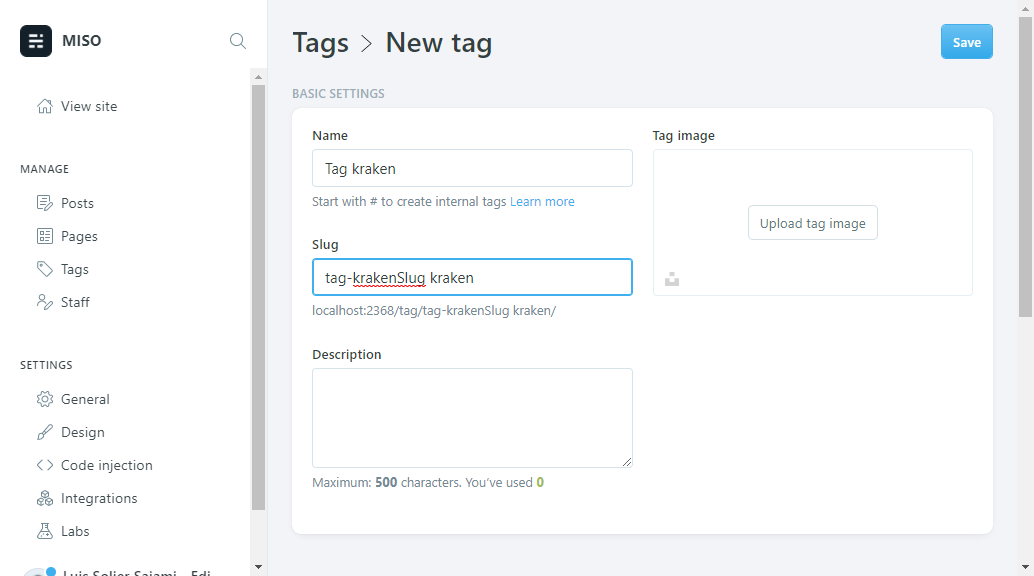 MISO
View site
MANAGE
Posts
Pages
Tags
Staff
SETTINGS
General
Design
Code injection
Integrations
Labs
Tags > New tag
Save
BASIC SETTINGS
Name
Tag kraken
Start with # to create internal tags Learn more
Slug
tag-krakenSlug kraken
localhost:2368/tag/tag-krakenSlug kraken/
Description
Maximum: 500 characters. You've used 0
Tag image
Upload tag image